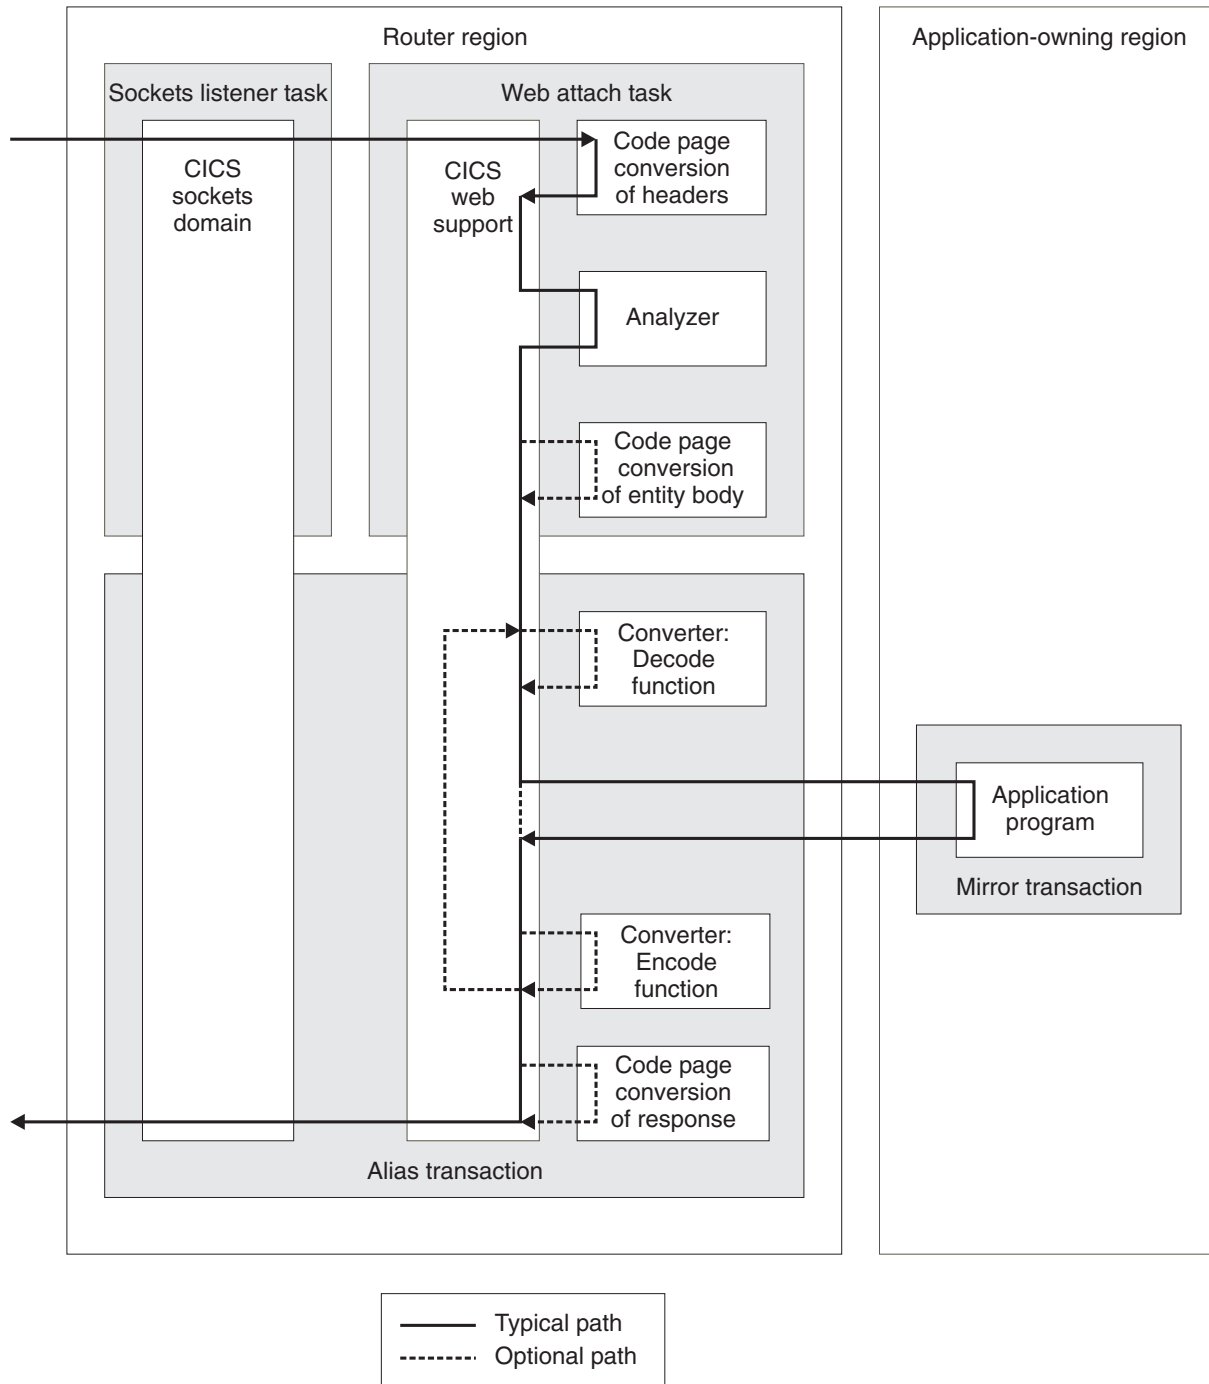 Router region
Application-owning region
Sockets listener task
Web attach task
CICS
sockets
domain
CICS
web
support
Code page
conversion
of headers
Analyzer
Code page
conversion
of entity body
Converter:
Decode
function
Application
program
Mirror transaction
Converter:
Encode
function
Code page
conversion
of response
Alias transaction
Typical path
Optional path